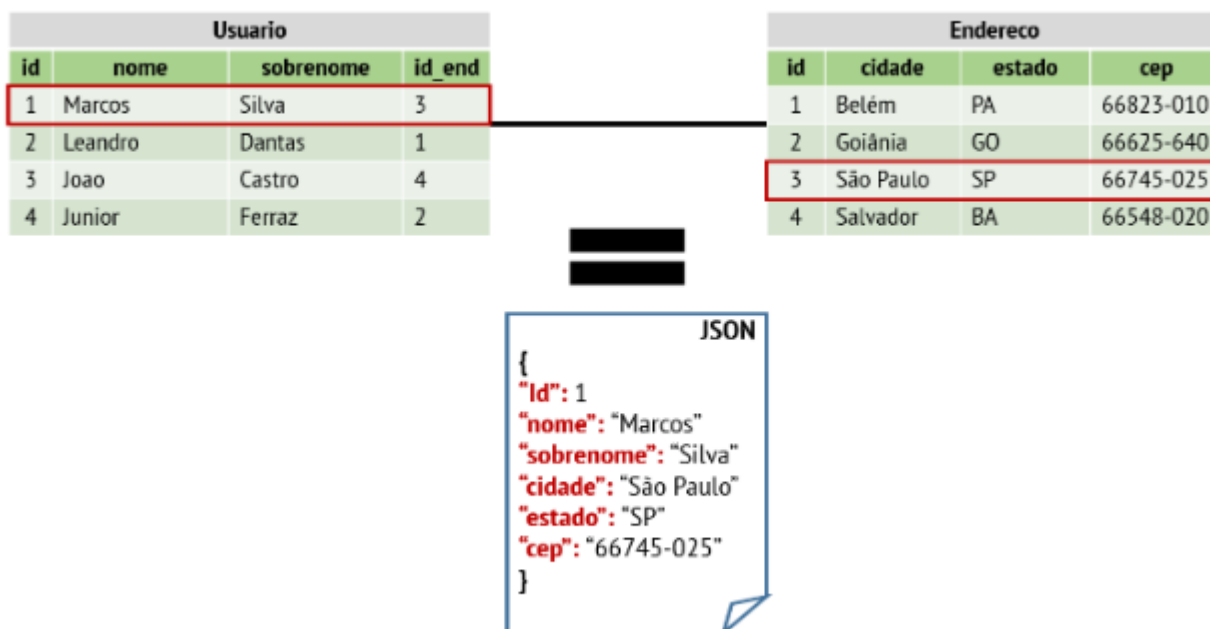 Usuario
id nome sobrenome id_end
1 Marcos Silva 3
2 Leandro Dantas 1
3 Joao Castro 4
4 Junior Ferraz 2
Endereco
id cidade estado cep
1 Belém PA 66823-010
2 Goiânia GO 66625-640
3 São Paulo SP 66745-025
4 Salvador BA 66548-020
JSON
{
“Id”: 1
“nome”: “Marcos”
“sobrenome”: “Silva”
“cidade”: “São Paulo”
“estado”: “SP”
“cep”: “66745-025”
}